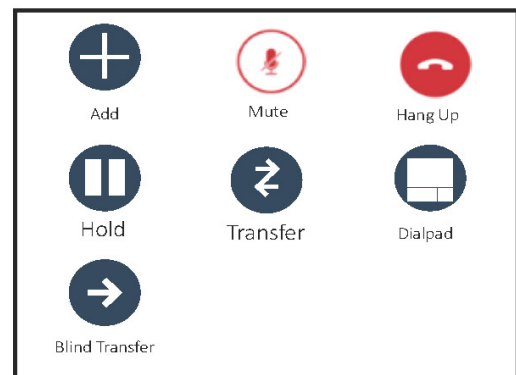 Add
Mute
Hang Up
Hold
Transfer
Dialpad
Blind Transfer